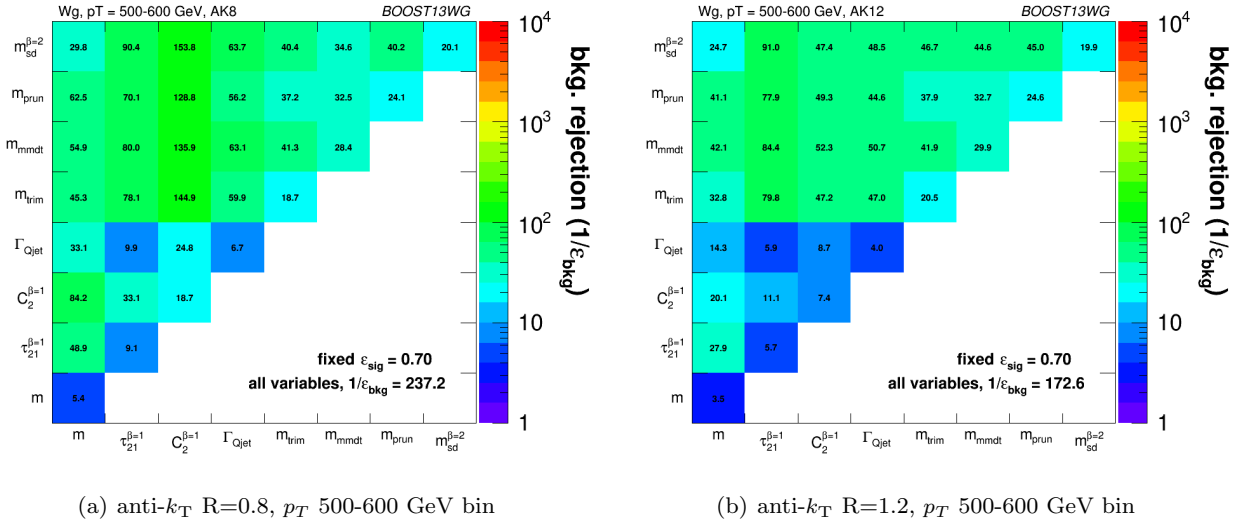 Wg, pT = 500-600 GeV, AK8 BOOST13WG
m_sd^β=2 29.8 90.4 153.8 63.7 40.4 34.6 40.2 20.1
m_prun 62.5 70.1 128.8 56.2 37.2 32.5 24.1
m_mmdt 54.9 80.0 135.9 63.1 41.3 28.4
m_trim 45.3 78.1 144.9 59.9 18.7
Γ_Qjet 33.1 9.9 24.8 6.7
C_2^β=1 84.2 33.1 18.7
τ_21^β=1 48.9 9.1
m 5.4
fixed ε_sig = 0.70
all variables, 1/ε_bkg = 237.2
m τ_21^β=1 C_2^β=1 Γ_Qjet m_trim m_mmdt m_prun m_sd^β=2
10^4
10^3
10^2
10
1
bkg. rejection (1/ε_bkg)
(a) anti-k_T R=0.8, p_T 500-600 GeV bin
Wg, pT = 500-600 GeV, AK12 BOOST13WG
m_sd^β=2 24.7 91.0 47.4 48.5 46.7 44.6 45.0 19.9
m_prun 41.1 77.9 49.3 44.6 37.9 32.7 24.6
m_mmdt 42.1 84.4 52.3 50.7 41.9 29.9
m_trim 32.8 79.8 47.2 47.0 20.5
Γ_Qjet 14.3 5.9 8.7 4.0
C_2^β=1 20.1 11.1 7.4
τ_21^β=1 27.9 5.7
m 3.5
fixed ε_sig = 0.70
all variables, 1/ε_bkg = 172.6
m τ_21^β=1 C_2^β=1 Γ_Qjet m_trim m_mmdt m_prun m_sd^β=2
10^4
10^3
10^2
10
1
bkg. rejection (1/ε_bkg)
(b) anti-k_T R=1.2, p_T 500-600 GeV bin